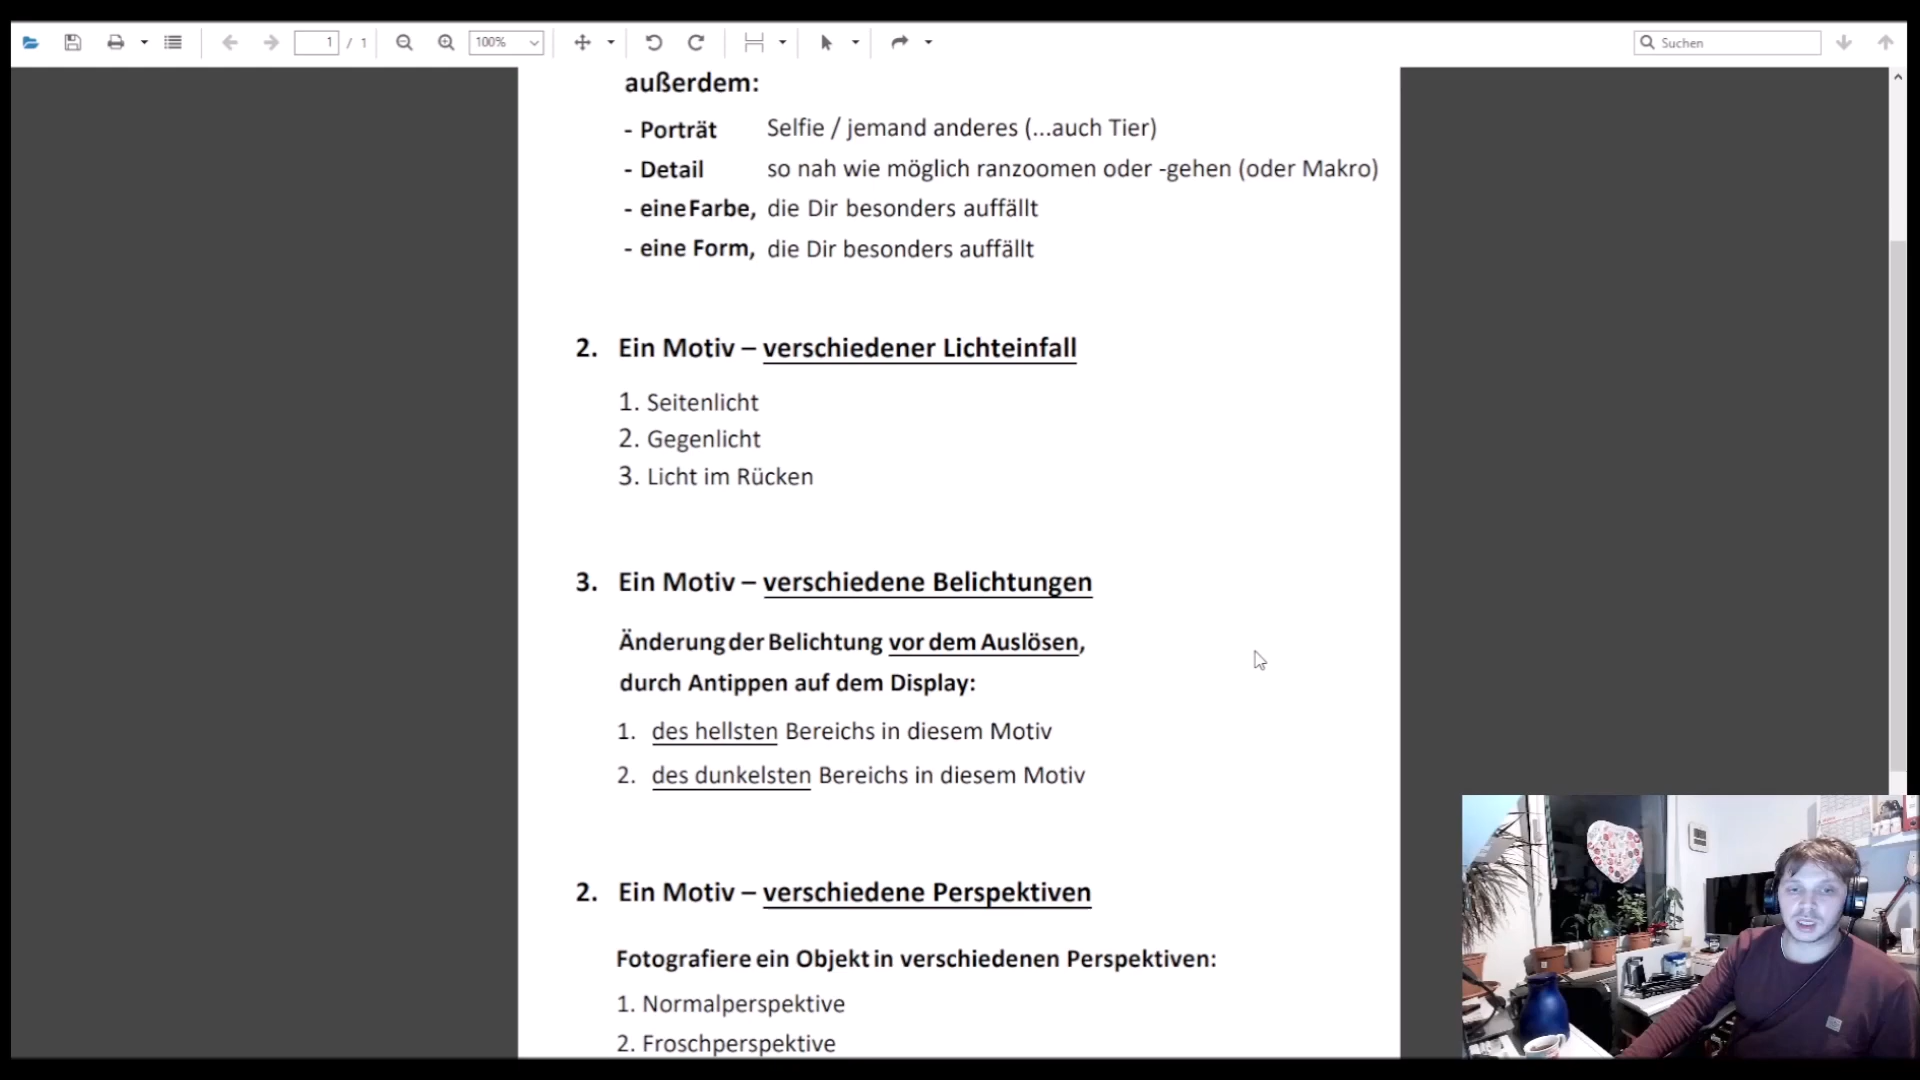 1 / 1
100%
Suchen
außerdem:
- Porträt Selfie / jemand anderes (...auch Tier)
- Detail so nah wie möglich ranzoomen oder -gehen (oder Makro)
- eine Farbe, die Dir besonders auffällt
- eine Form, die Dir besonders auffällt
2. Ein Motiv – verschiedener Lichteinfall
1. Seitenlicht
2. Gegenlicht
3. Licht im Rücken
3. Ein Motiv – verschiedene Belichtungen
Änderung der Belichtung vor dem Auslösen,
durch Antippen auf dem Display:
1. des hellsten Bereichs in diesem Motiv
2. des dunkelsten Bereichs in diesem Motiv
2. Ein Motiv – verschiedene Perspektiven
Fotografiere ein Objekt in verschiedenen Perspektiven:
1. Normalperspektive
2. Froschperspektive